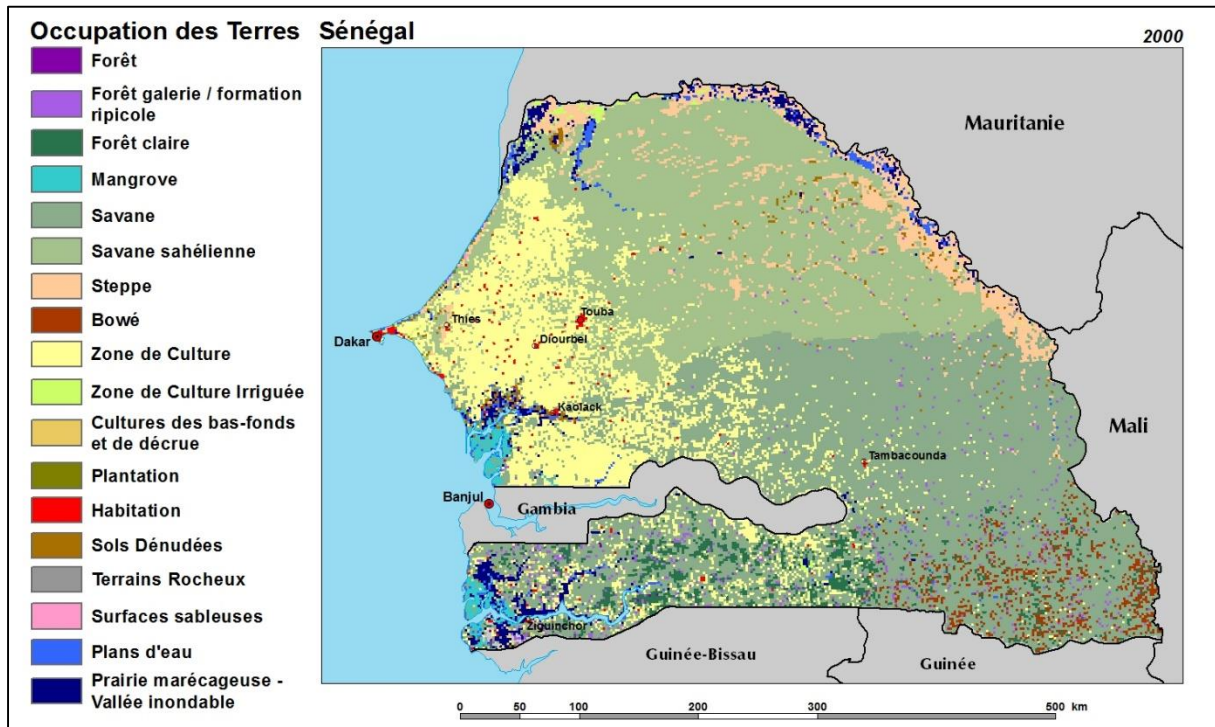 Occupation des Terres Sénégal
2000
Forêt
Forêt galerie / formation
ripicole
Forêt claire
Mangrove
Savane
Savane sahélienne
Steppe
Bowé
Zone de Culture
Zone de Culture Irriguée
Cultures des bas-fonds
et de décrue
Plantation
Habitation
Sols Dénudées
Terrains Rocheux
Surfaces sableuses
Plans d'eau
Prairie marécageuse -
Vallée inondable
Mauritanie
Touba
Thies
Dakar
Diourbel
Kaolack
Mali
Tambacounda
Banjul
Gambia
Ziguinchor
Guinée-Bissau
Guinée
0 50 100 200 300 500 km